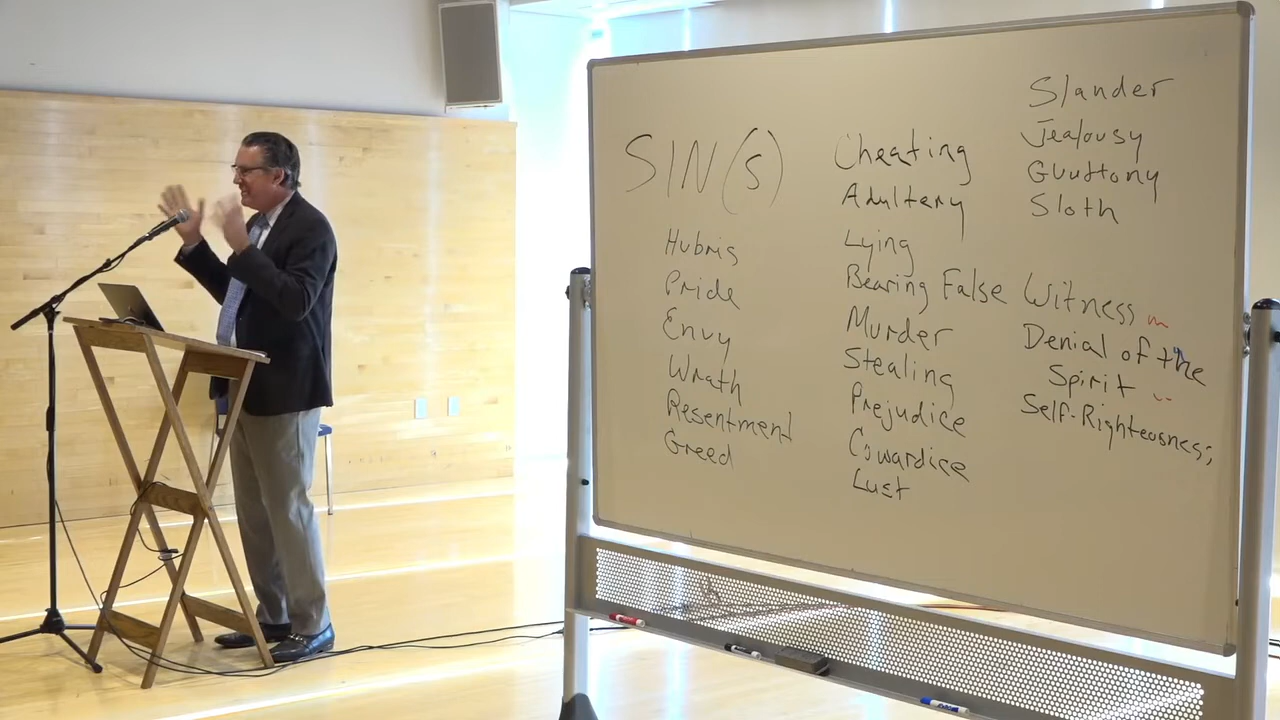 SIN(s)
Hubris
Pride
Envy
Wrath
Resentment
Greed
Cheating
Adultery
Lying
Bearing False Witness
Murder
Stealing
Prejudice
Cowardice
Lust
Slander
Jealousy
Gluttony
Sloth
Denial of the
Spirit
Self-Righteosness;